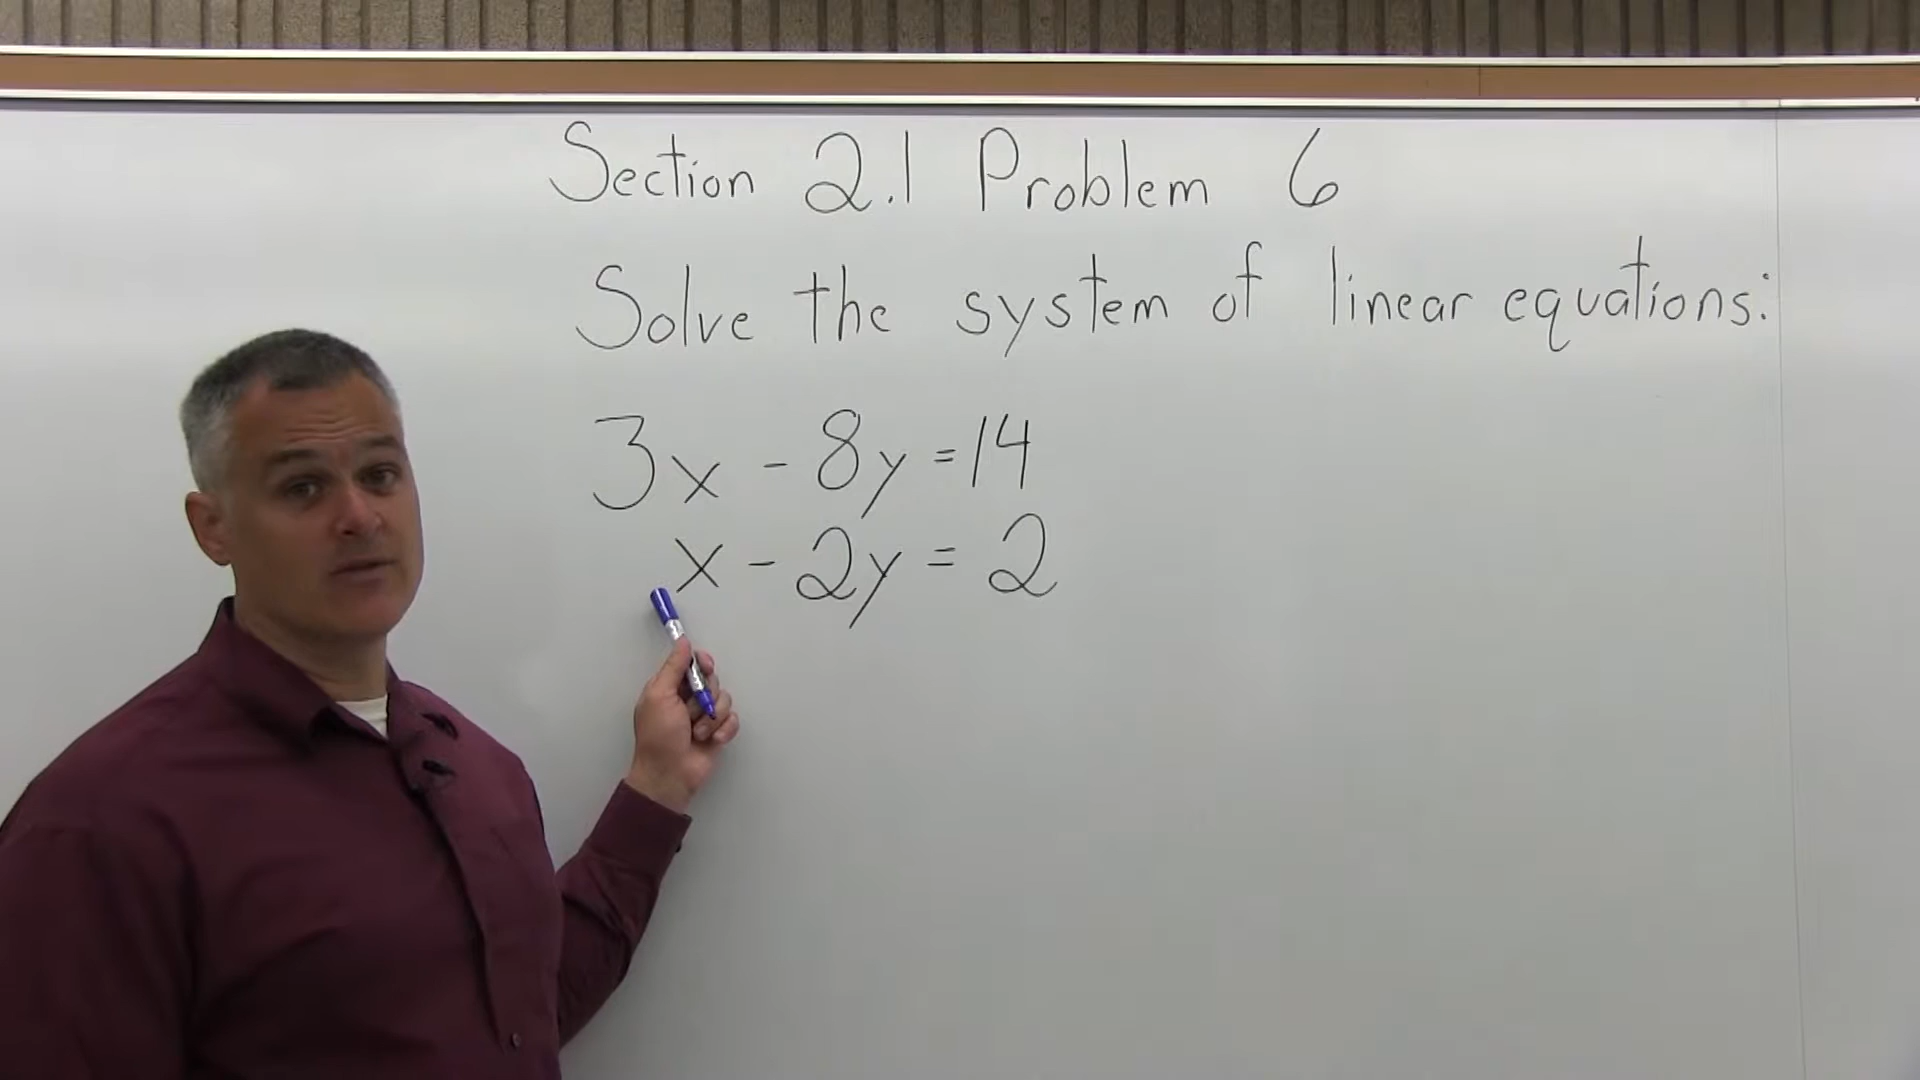 Section 2.1 Problem 6
Solve the system of linear equations:
3x - 8y = 14
x - 2y = 2